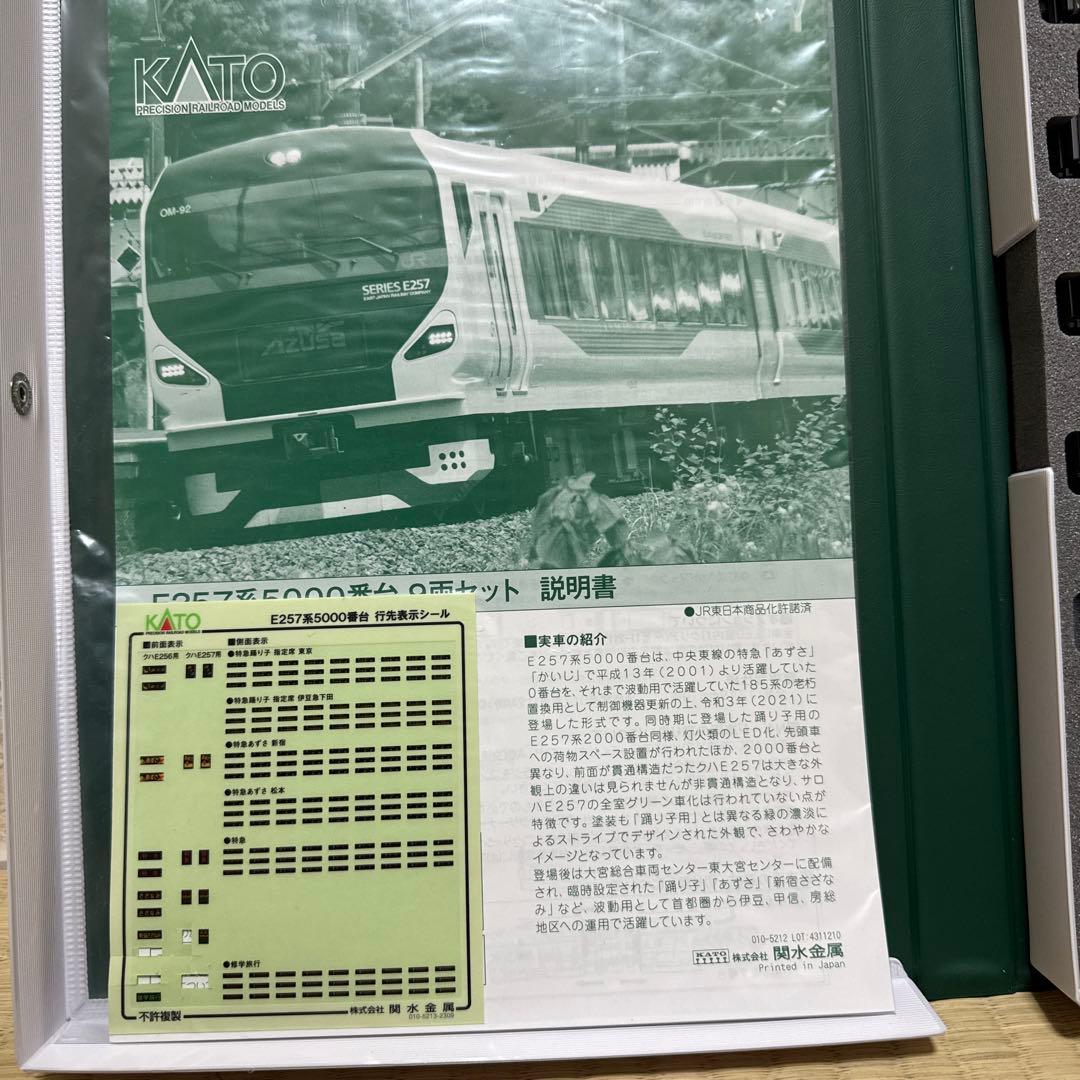 KATO
PRECISION RAILROAD MODELS
OM-92
JR
SERIES E257
EAST JAPAN RAILWAY COMPANY
AZUSA
E257系5000番台 9両セット 説明書
●JR東日本商品化許諾済
■実車の紹介
E257系5000番台は、中央東線の特急「あずさ」
「かいじ」で平成13年(2001)より活躍していた
0番台を、それまで波動用で活躍していた185系の老朽
置換用として制御機器更新の上、令和3年(2021)に
登場した形式です。同時期に登場した踊り子用の
E257系2000番台同様、灯火類のLED化、先頭車
への荷物スペース設置が行われたほか、2000番台と
異なり、前面が貫通構造だったクハE257は大きな外
観上の違いは見られませんが非貫通構造となり、サロ
ハE257の全室グリーン車化は行われていない点が
特徴です。塗装も「踊り子用」とは異なる緑の濃淡に
よるストライプでデザインされた外観で、さわやかな
イメージとなっています。
登場後は大宮総合車両センター東大宮センターに配備
され、臨時設定された「踊り子」「あずさ」「新宿さざな
み」など、波動用として首都圏から伊豆、甲信、房総
地区への運用で活躍しています。
010-5212 LOT:4311210
KATO 株式会社 関水金属
Printed in Japan
KATO
PRECISION RAILROAD MODELS
E257系5000番台 行先表示シール
■前面表示
クハE256用 クハE257用
■側面表示
●特急踊り子 指定席 東京
●特急踊り子 指定席 伊豆急下田
●特急あずさ 新宿
●特急あずさ 松本
●特急
●修学旅行
修学旅行
不許複製
株式会社 関水金属
010-5213-2309